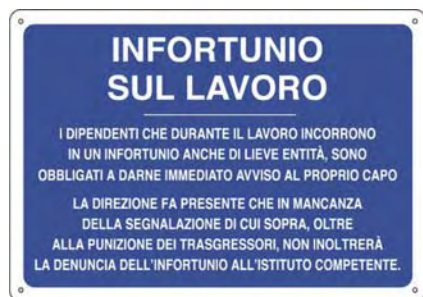 INFORTUNIO
SUL LAVORO
I DIPENDENTI CHE DURANTE IL LAVORO INCORRONO
IN UN INFORTUNIO ANCHE DI LIEVE ENTITÀ, SONO
OBBLIGATI A DARNE IMMEDIATO AVVISO AL PROPRIO CAPO
LA DIREZIONE FA PRESENTE CHE IN MANCANZA
DELLA SEGNALAZIONE DI CUI SOPRA, OLTRE
ALLA PUNIZIONE DEI TRASGRESSORI, NON INOLTRERÀ
LA DENUNCIA DELL'INFORTUNIO ALL'ISTITUTO COMPETENTE.